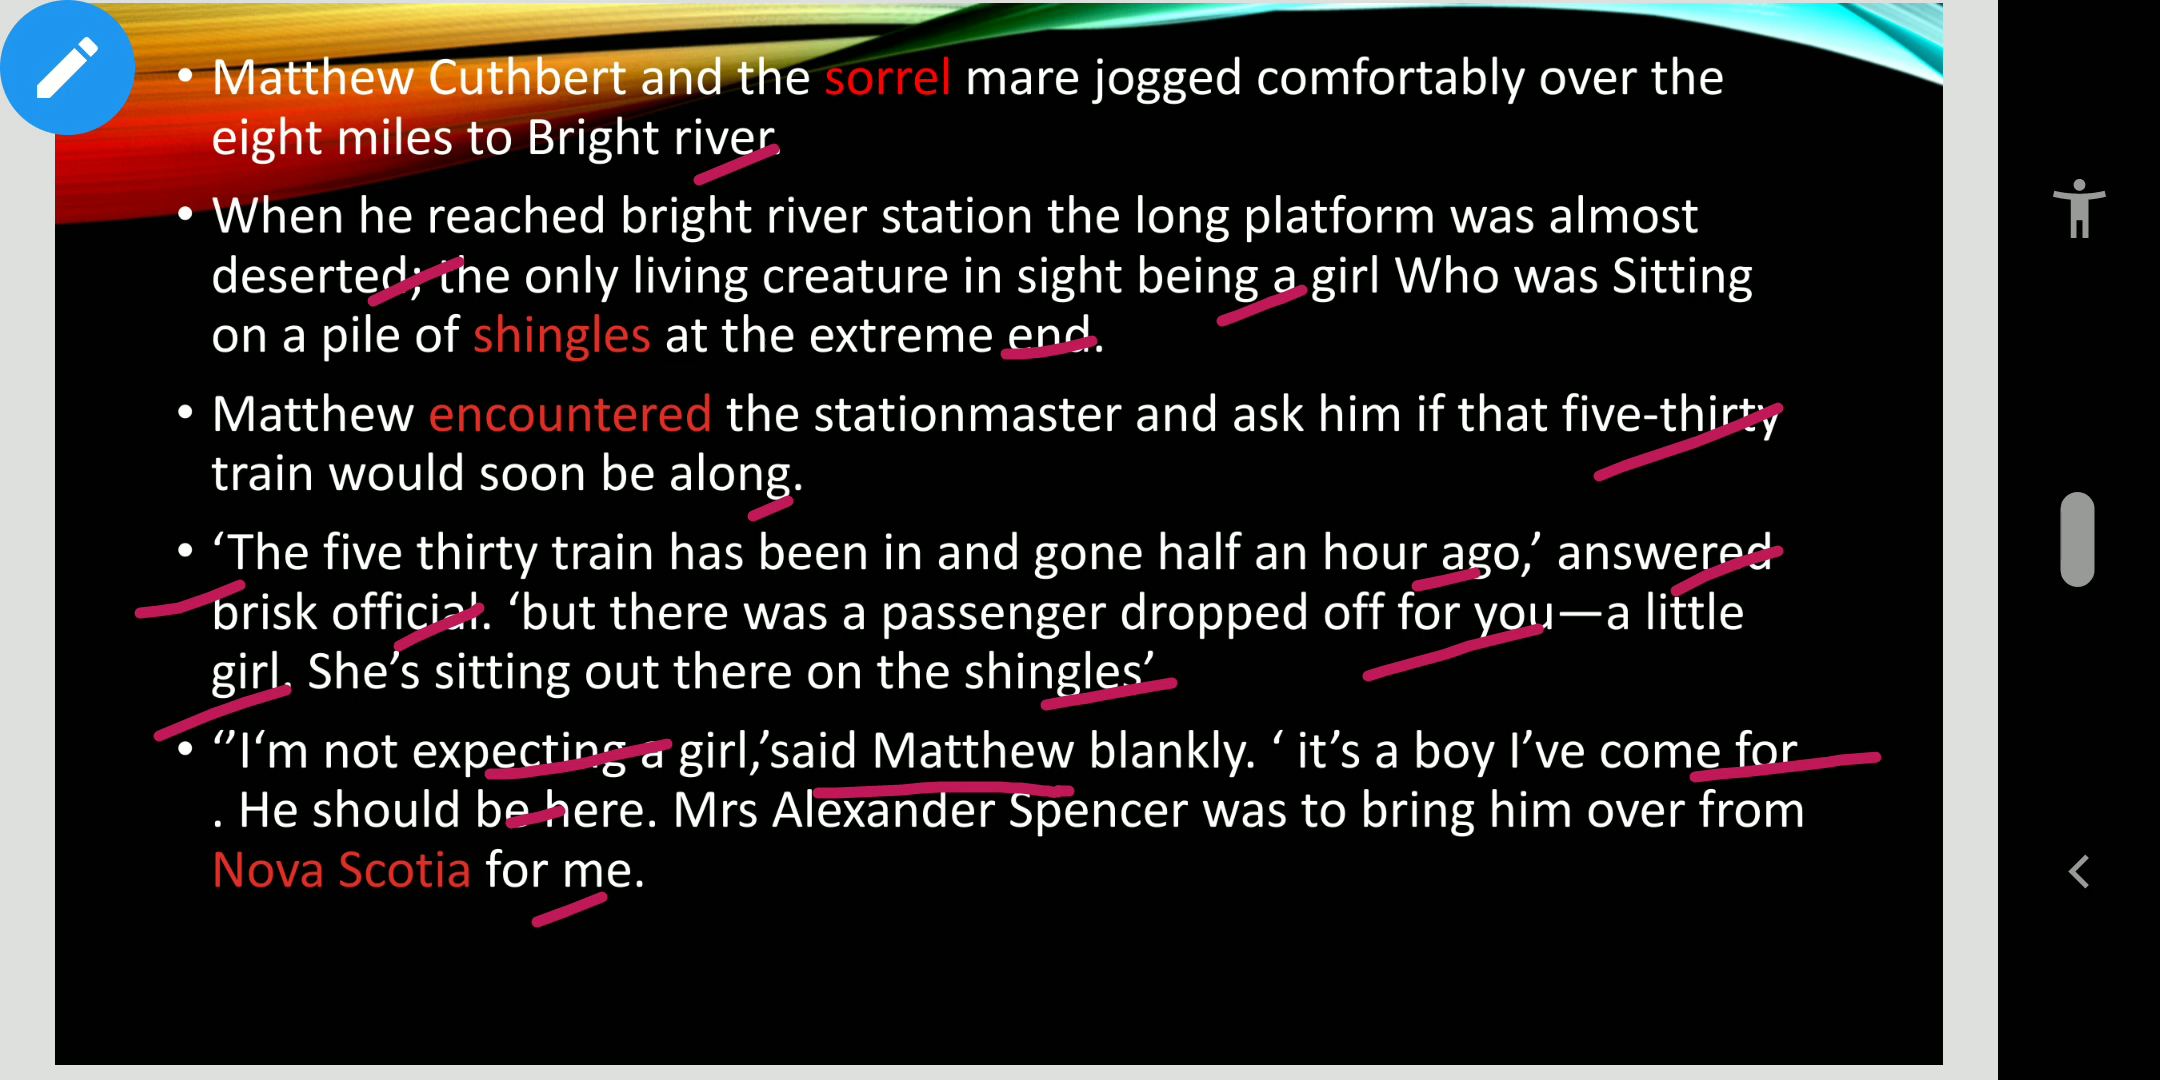 • Matthew Cuthbert and the sorrel mare jogged comfortably over the
eight miles to Bright river.
• When he reached bright river station the long platform was almost
deserted; the only living creature in sight being a girl Who was Sitting
on a pile of shingles at the extreme end.
• Matthew encountered the stationmaster and ask him if that five-thirty
train would soon be along.
• ‘The five thirty train has been in and gone half an hour ago,’ answered
brisk official. ‘but there was a passenger dropped off for you—a little
girl. She’s sitting out there on the shingles’
• “I‘m not expecting a girl,’said Matthew blankly. ‘ it’s a boy I’ve come for
. He should be here. Mrs Alexander Spencer was to bring him over from
Nova Scotia for me.